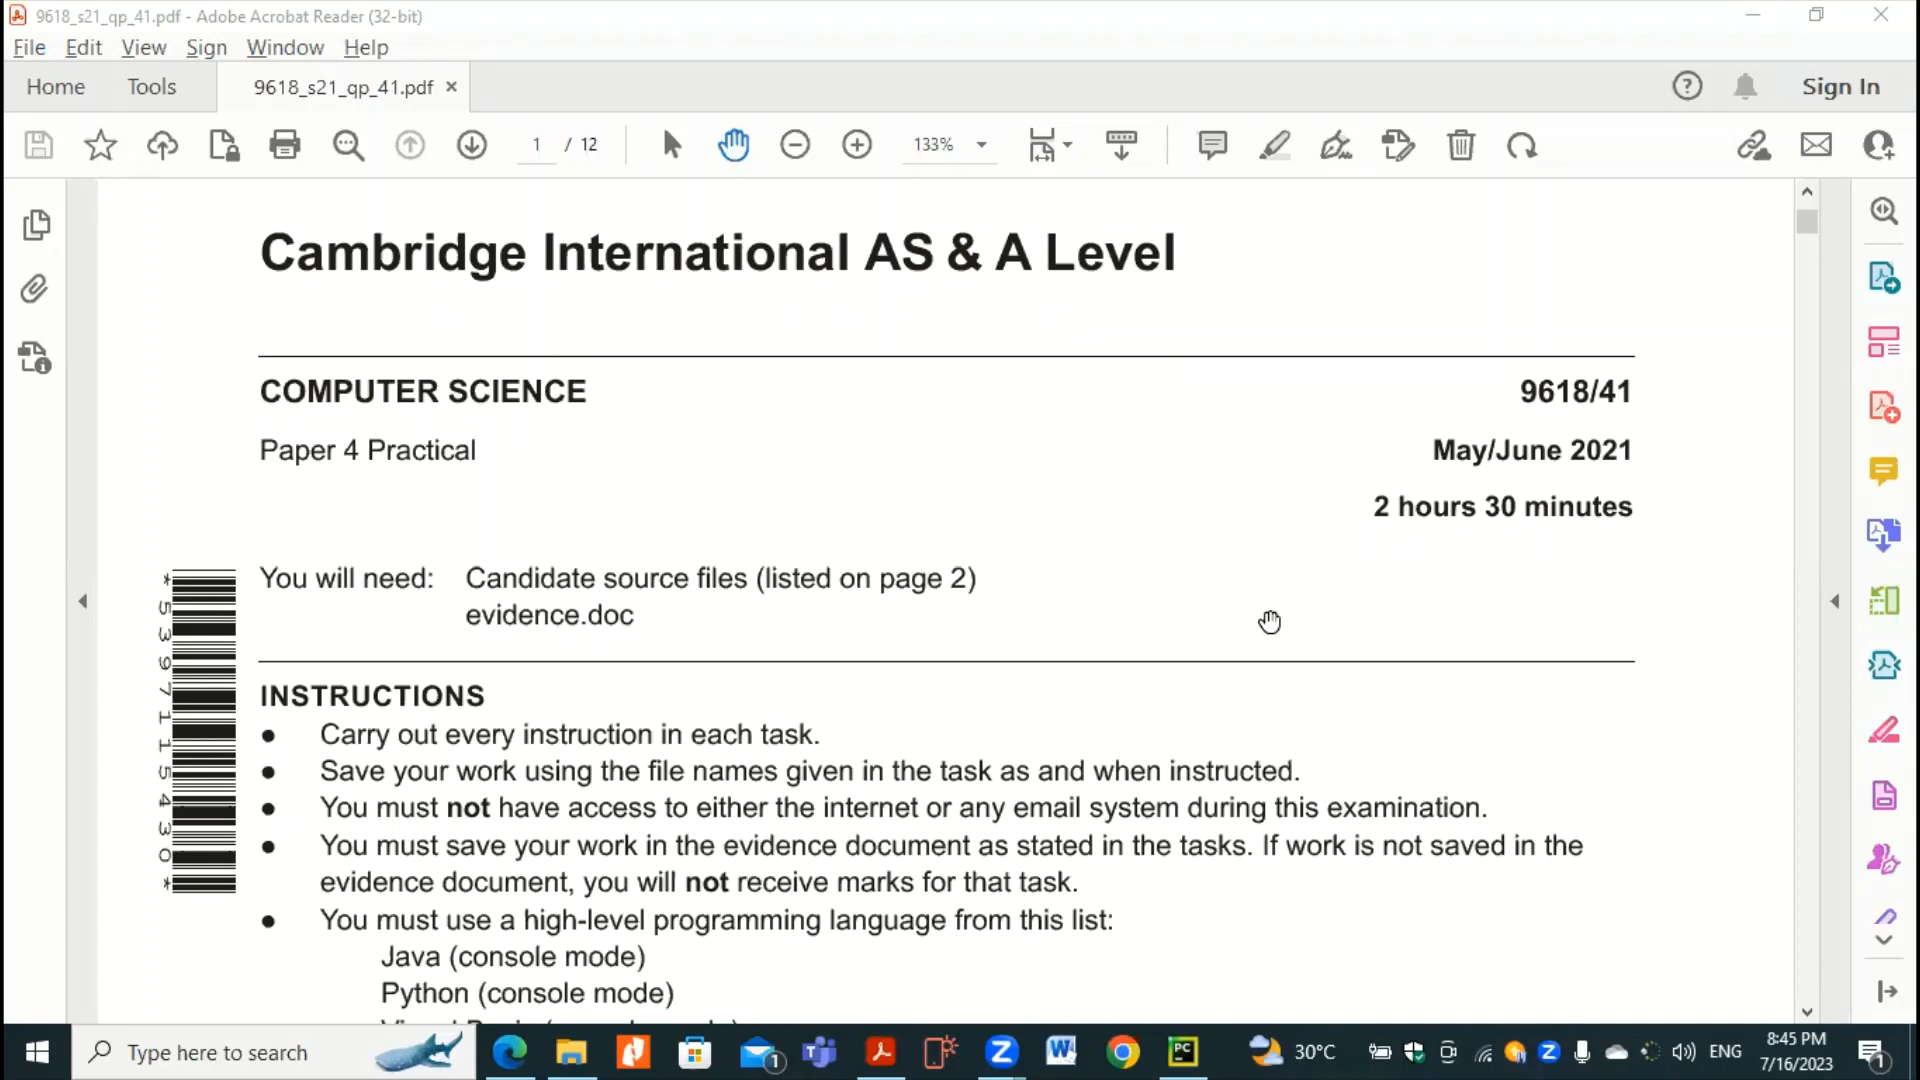 9618_s21_qp_41.pdf - Adobe Acrobat Reader (32-bit)
File Edit View Sign Window Help
Home Tools 9618_s21_qp_41.pdf × Sign In
1 / 12 133%
Cambridge International AS & A Level
COMPUTER SCIENCE 9618/41
Paper 4 Practical May/June 2021
2 hours 30 minutes
You will need: Candidate source files (listed on page 2)
evidence.doc
*5397115430*
INSTRUCTIONS
● Carry out every instruction in each task.
● Save your work using the file names given in the task as and when instructed.
● You must not have access to either the internet or any email system during this examination.
● You must save your work in the evidence document as stated in the tasks. If work is not saved in the
evidence document, you will not receive marks for that task.
● You must use a high-level programming language from this list:
Java (console mode)
Python (console mode)
Type here to search 30°C ENG 8:45 PM
7/16/2023